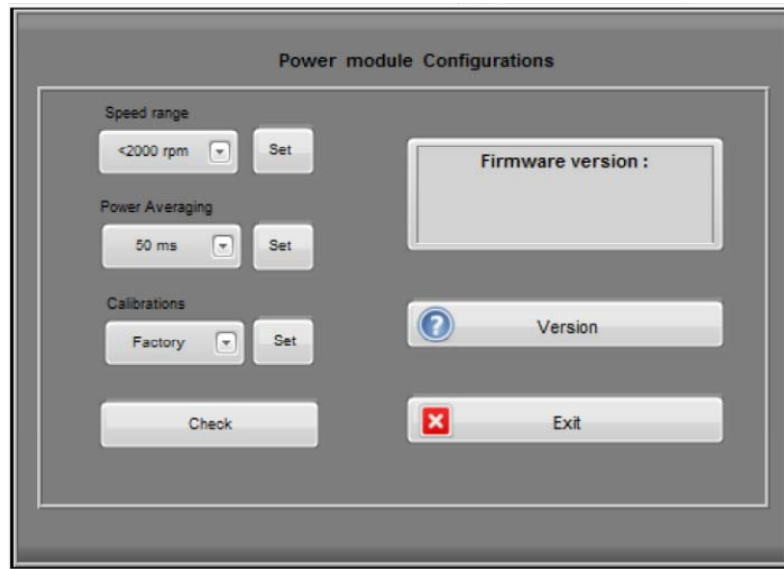 Power module Configurations
Speed range
<2000 rpm
Set
Firmware version :
Power Averaging
50 ms
Set
Calibrations
Factory
Set
Version
Check
Exit